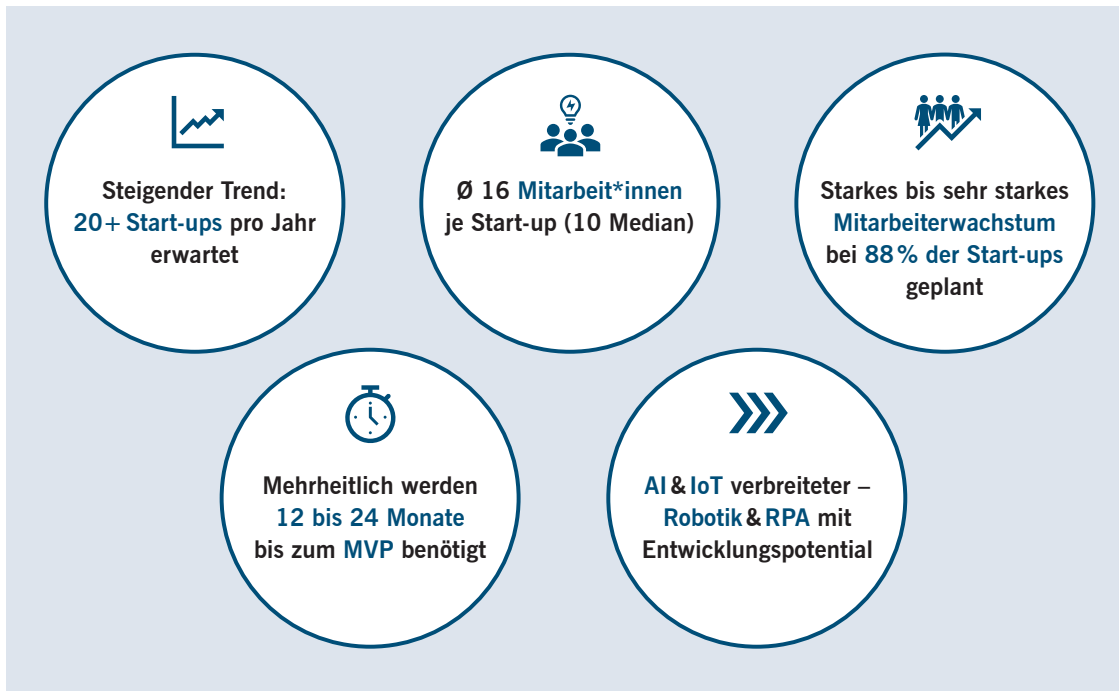 Steigender Trend:
20+ Start-ups pro Jahr
erwartet
Ø 16 Mitarbeit*innen
je Start-up (10 Median)
Starkes bis sehr starkes
Mitarbeiterwachstum
bei 88 % der Start-ups
geplant
Mehrheitlich werden
12 bis 24 Monate
bis zum MVP benötigt
AI & IoT verbreiteter –
Robotik & RPA mit
Entwicklungspotential